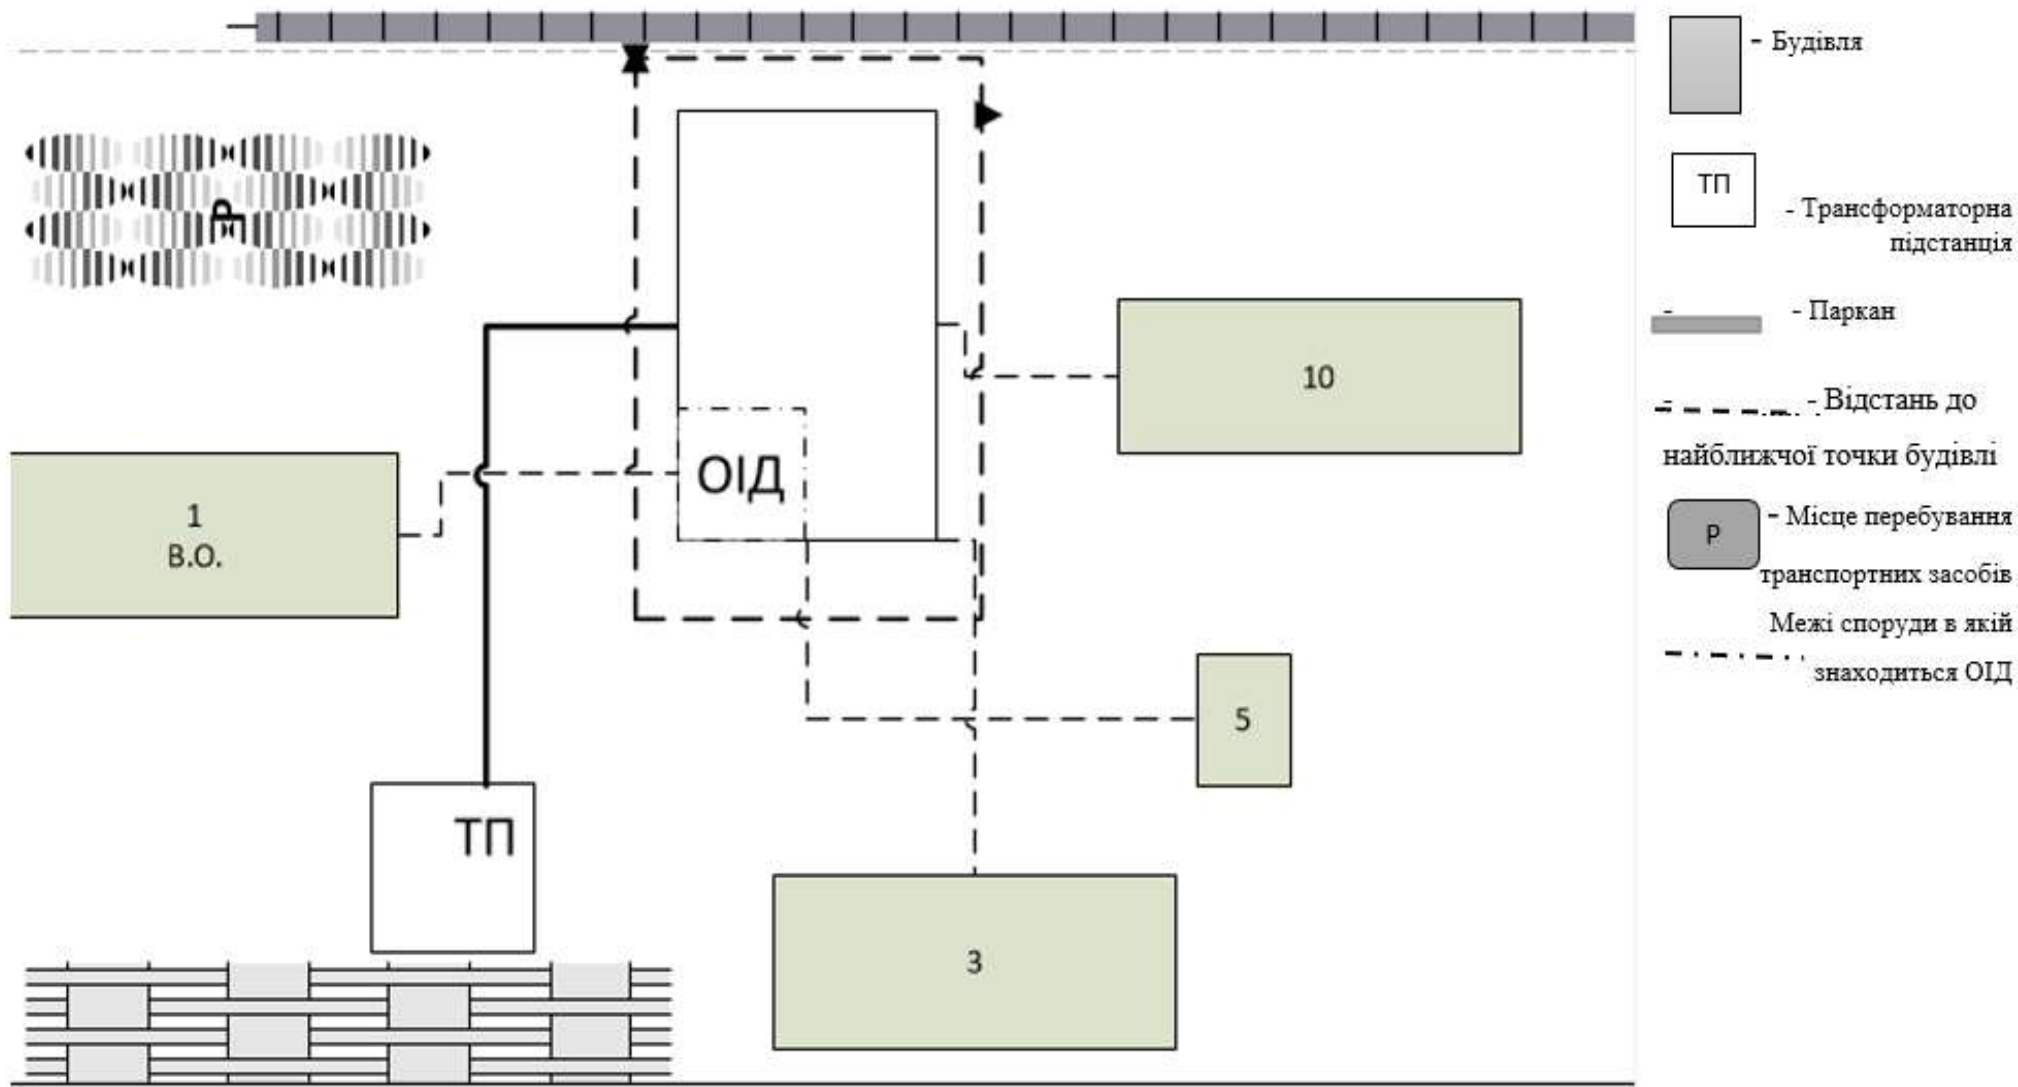 Р
ОІД
10
1
В.О.
5
ТП
3
- Будівля
ТП
- Трансформаторна
підстанція
- - Паркан
- - Відстань до
найближчої точки будівлі
Р
- Місце перебування
транспортних засобів
Межі споруди в якій
знаходиться ОІД